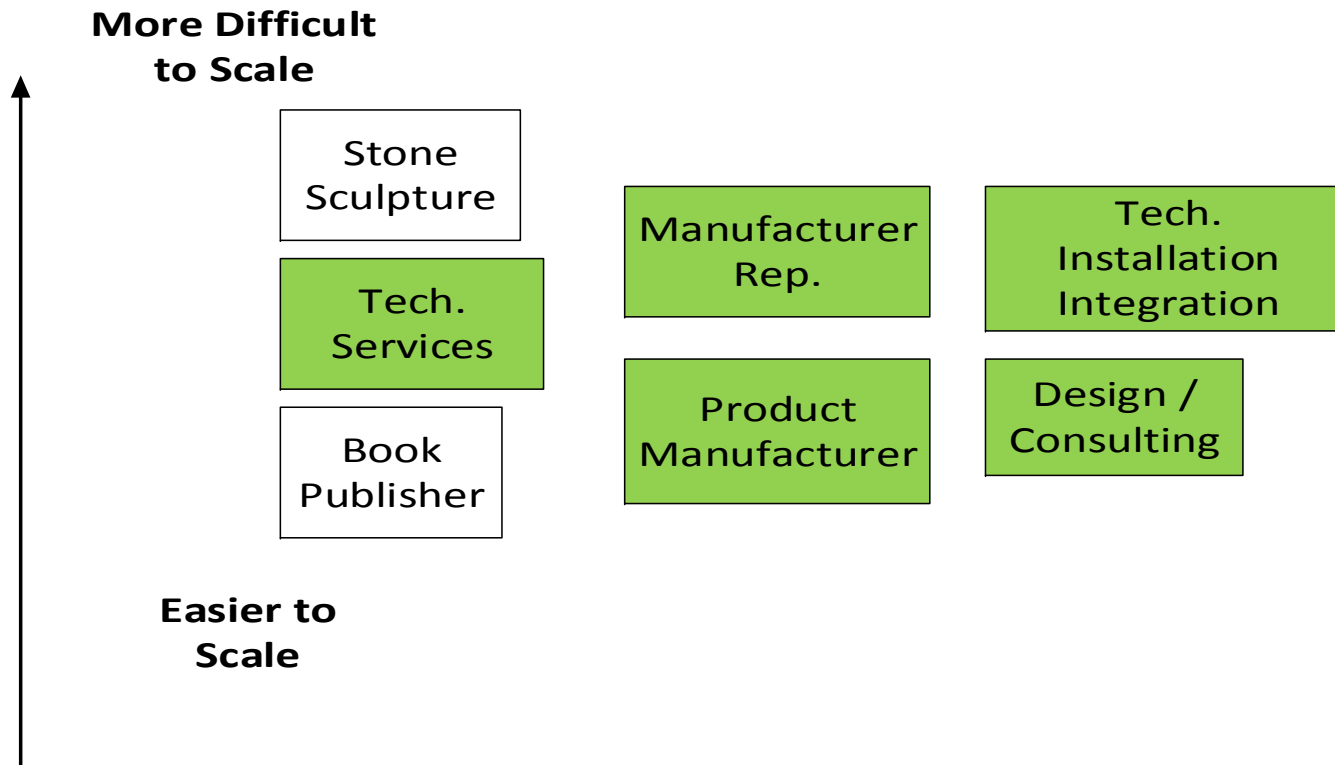 More Difficult
to Scale
Stone
Sculpture
Tech.
Services
Book
Publisher
Manufacturer
Rep.
Product
Manufacturer
Tech.
Installation
Integration
Design /
Consulting
Easier to
Scale